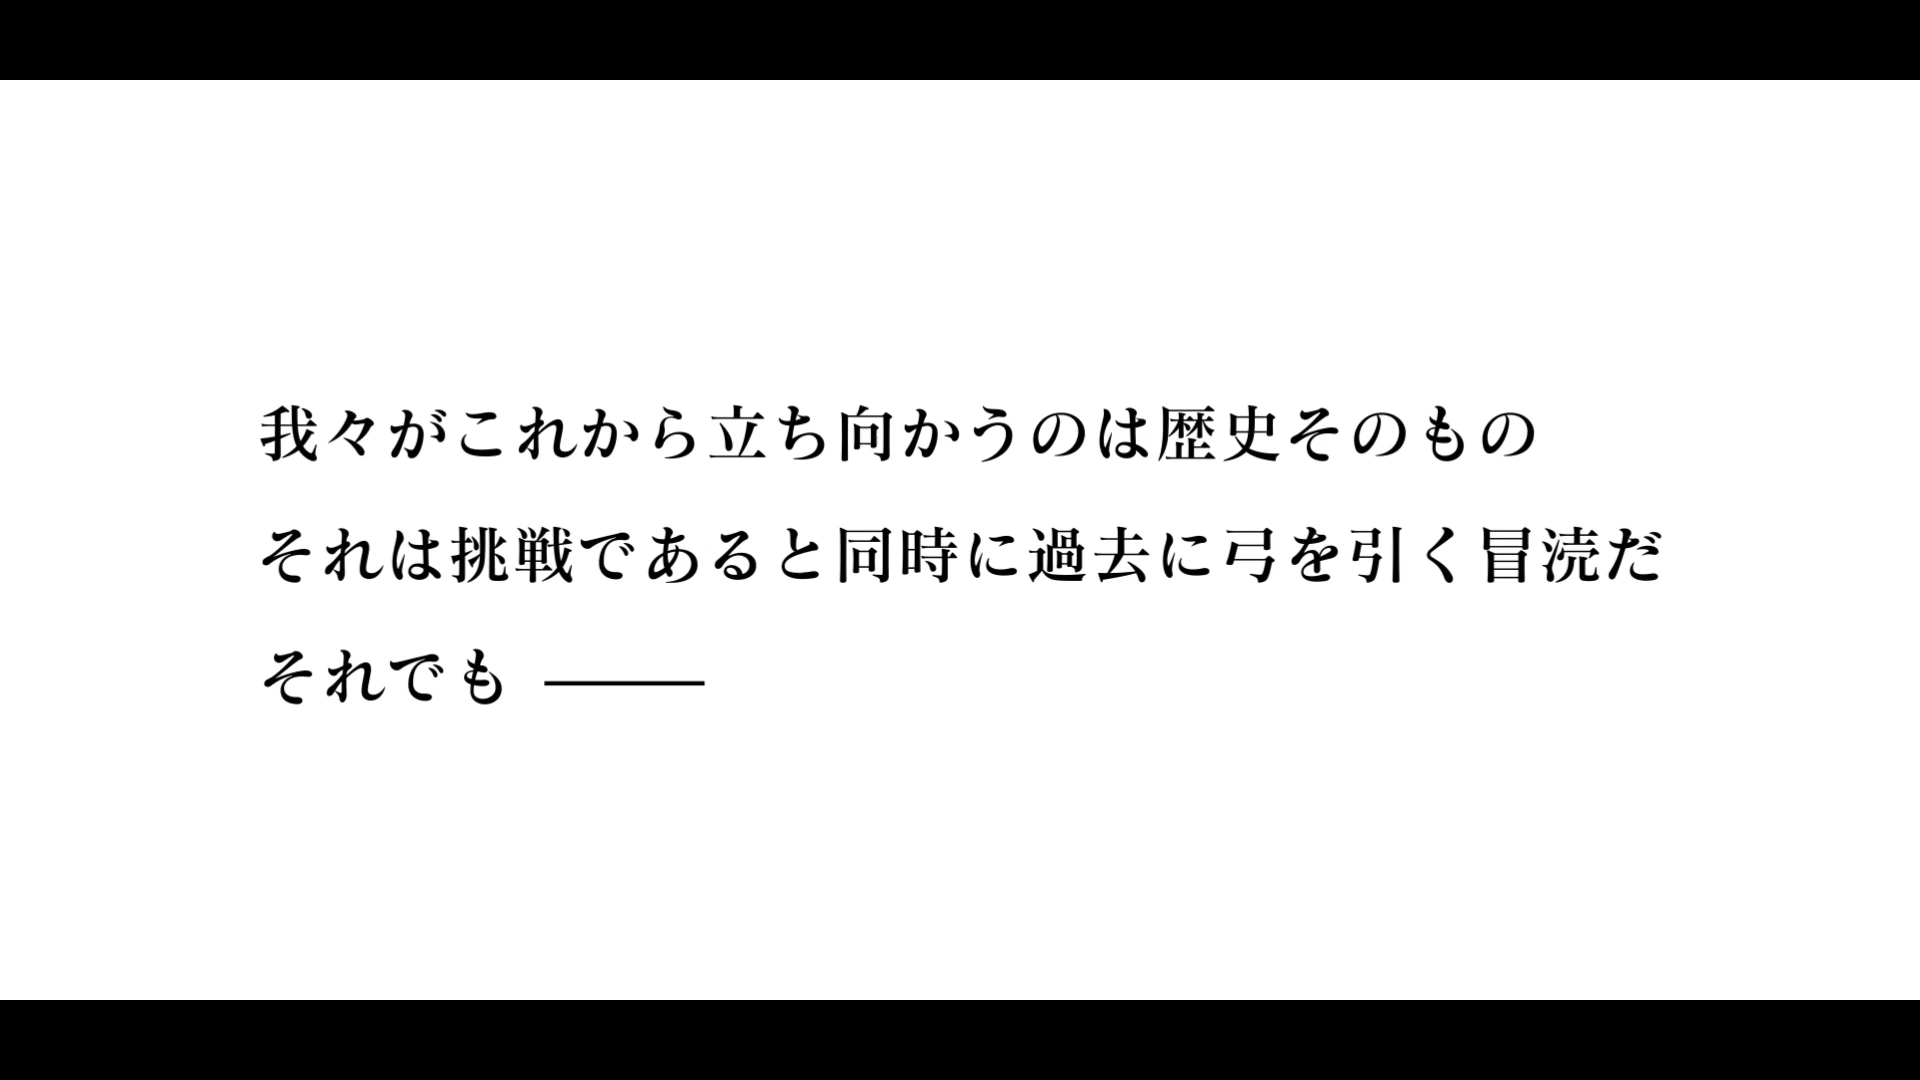 我々がこれから立ち向かうのは歴史そのもの
それは挑戦であると同時に過去に弓を引く冒涜だ
それでも ───